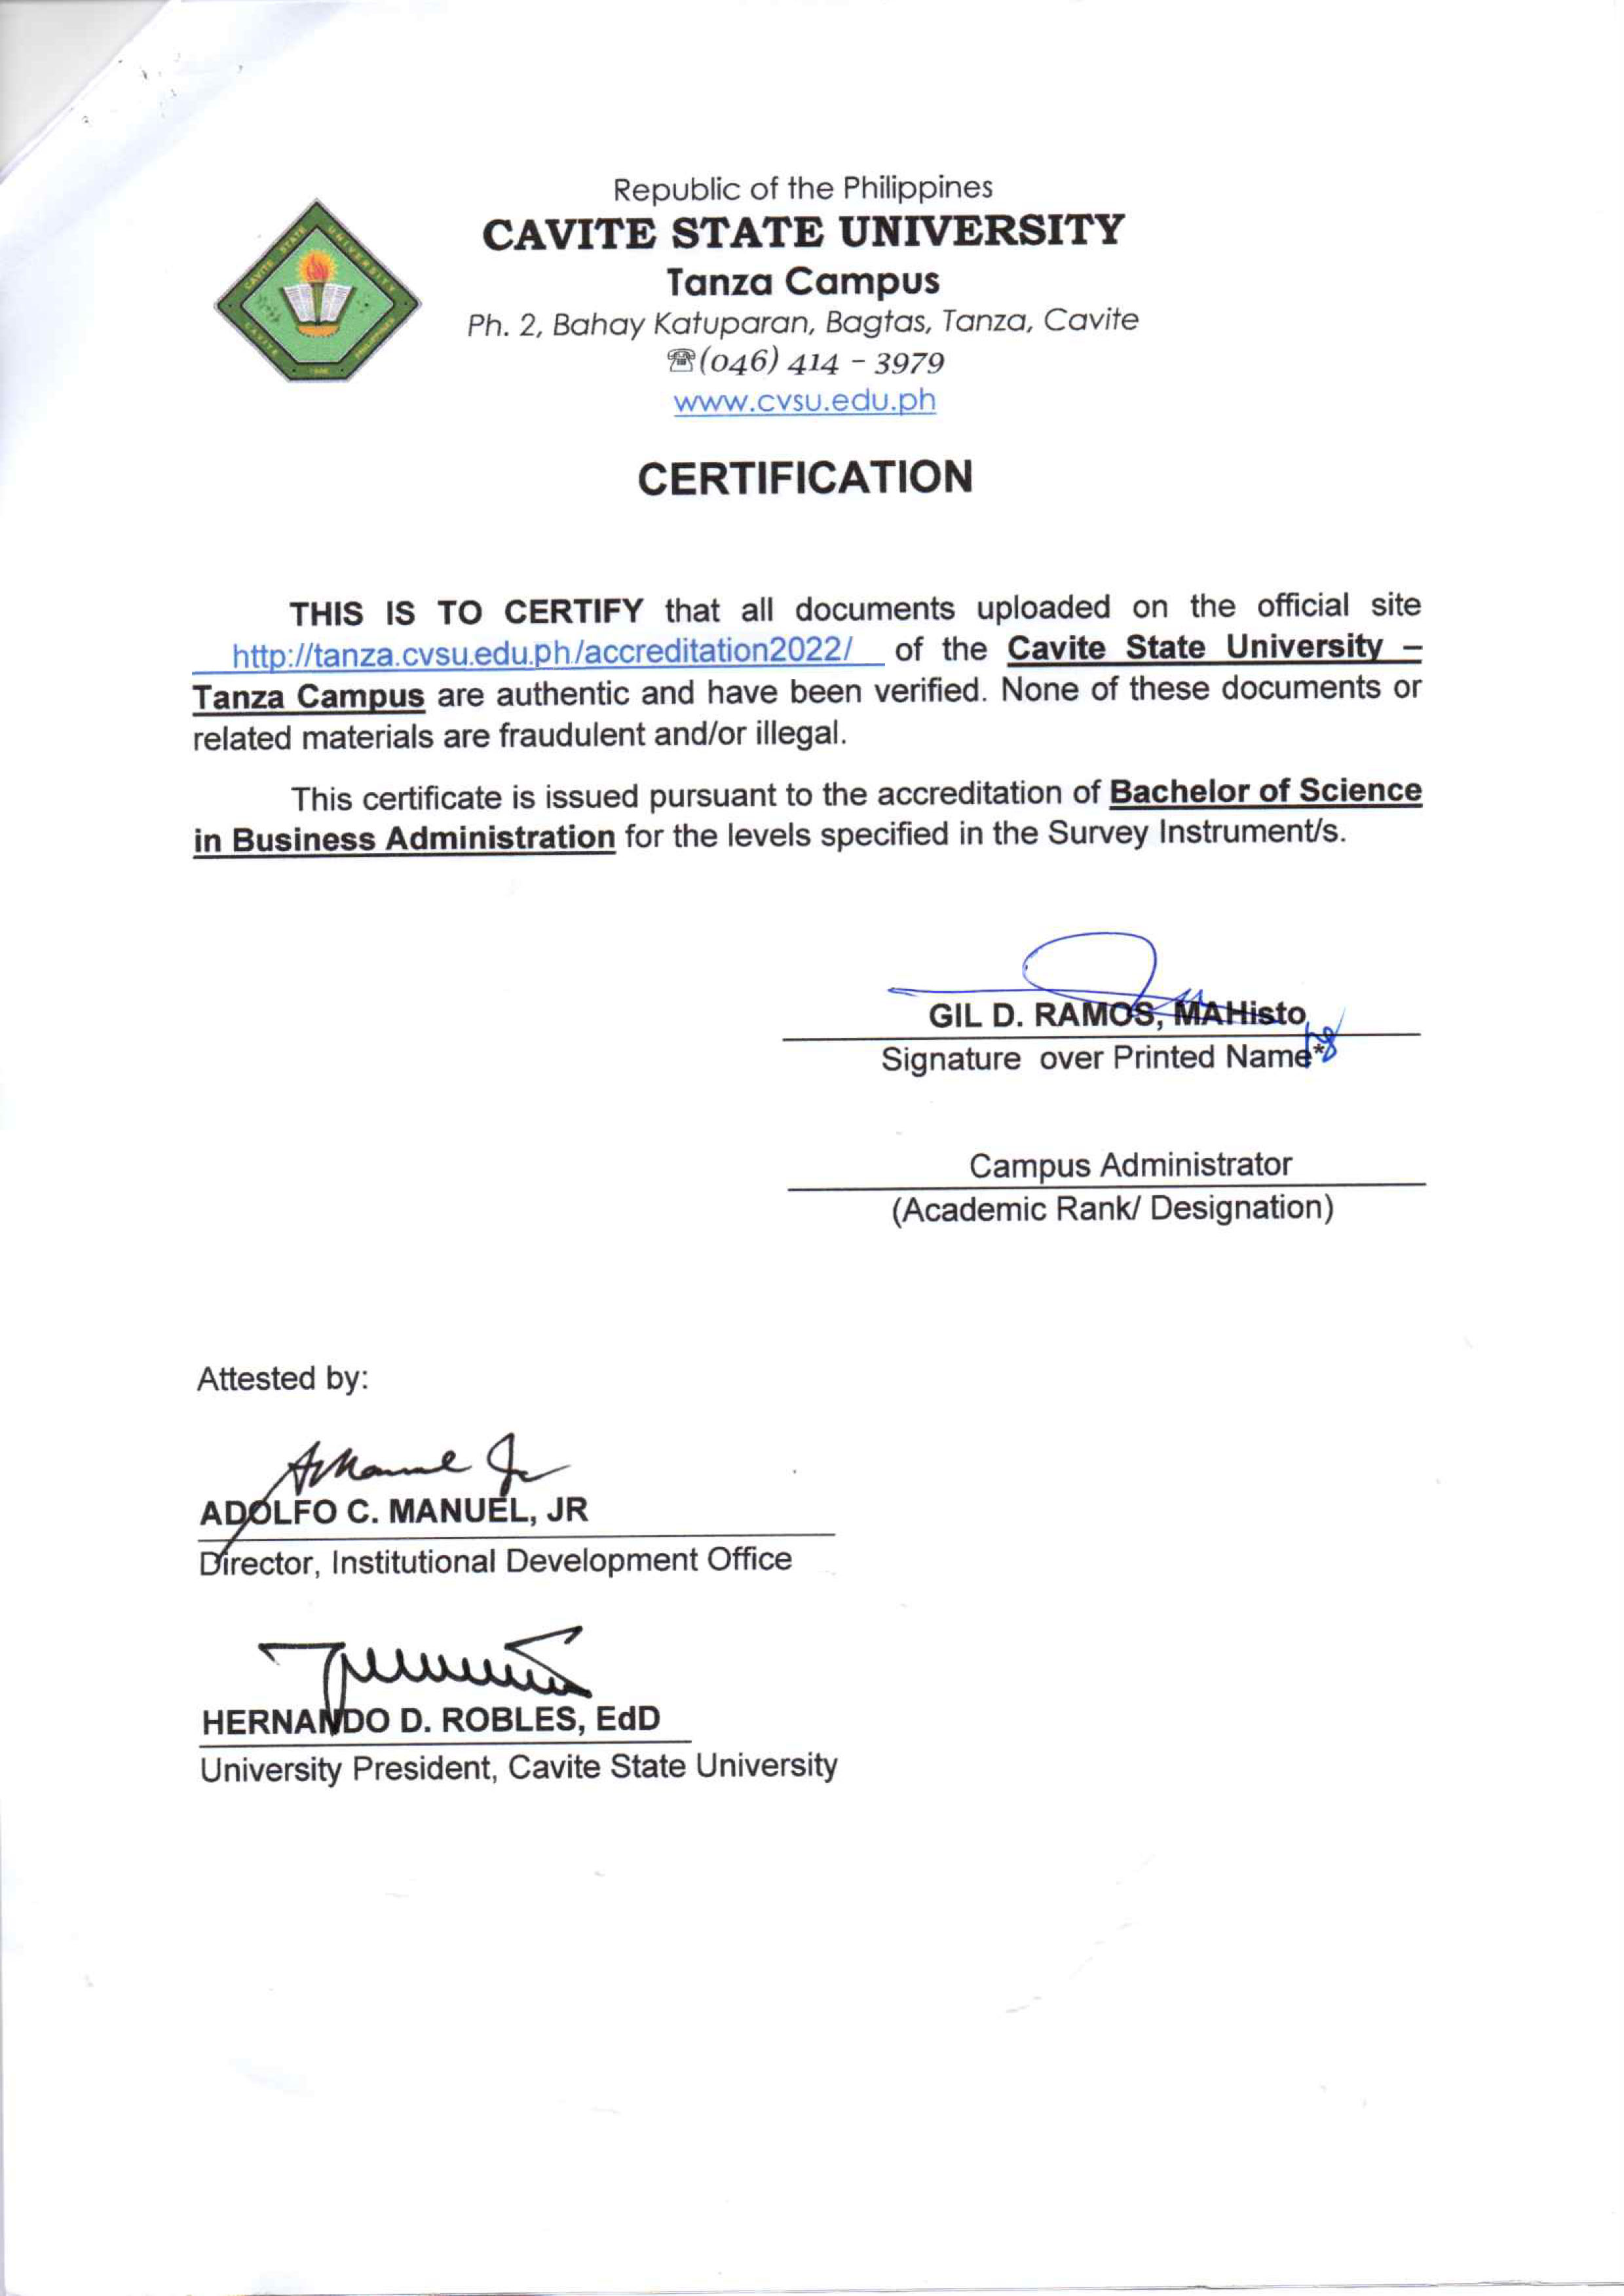 Republic of the Philippines
CAVITE STATE UNIVERSITY
Tanza Campus
Ph. 2, Bahay Katuparan, Bagtas, Tanza, Cavite
☏(046) 414 – 3979
www.cvsu.edu.ph
CAVITE STATE UNIVERSITY
CAVITE PHILIPPINES
CERTIFICATION
THIS IS TO CERTIFY that all documents uploaded on the official site
http://tanza.cvsu.edu.ph/accreditation2022/ of the Cavite State University –
Tanza Campus are authentic and have been verified. None of these documents or
related materials are fraudulent and/or illegal.
This certificate is issued pursuant to the accreditation of Bachelor of Science
in Business Administration for the levels specified in the Survey Instrument/s.
GIL D. RAMOS, MAHisto
Signature over Printed Name*
Campus Administrator
(Academic Rank/ Designation)
Attested by:
ADOLFO C. MANUEL, JR
Director, Institutional Development Office
HERNANDO D. ROBLES, EdD
University President, Cavite State University